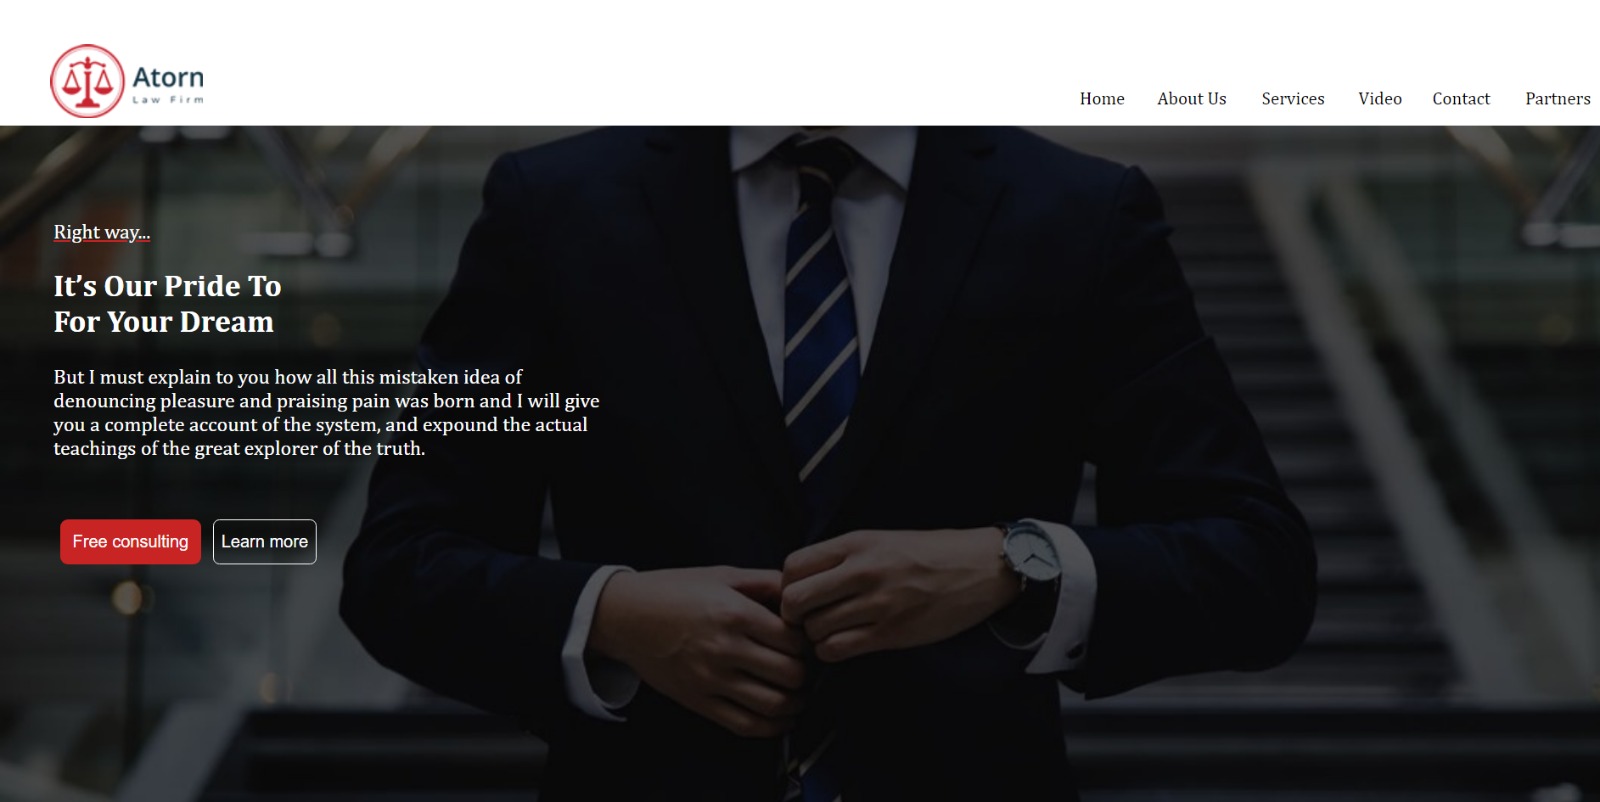 Atorn
Law Firm
Home About Us Services Video Contact Partners
Right way...
It’s Our Pride To
For Your Dream
But I must explain to you how all this mistaken idea of
denouncing pleasure and praising pain was born and I will give
you a complete account of the system, and expound the actual
teachings of the great explorer of the truth.
Free consulting Learn more